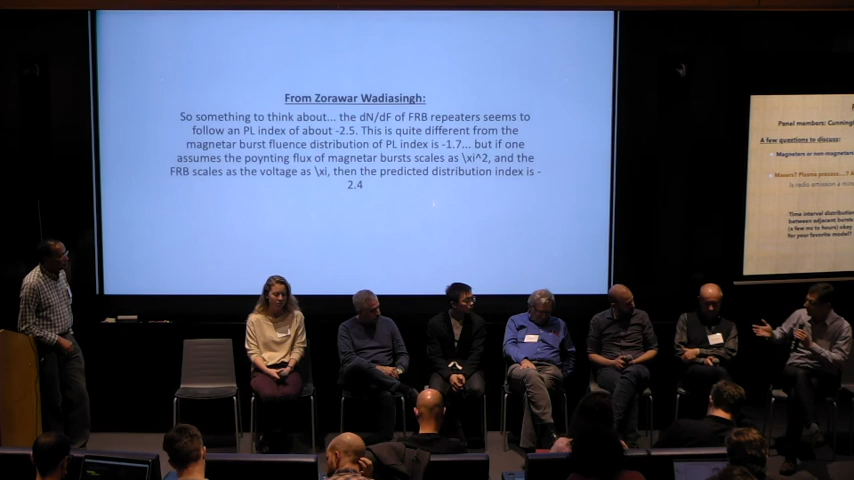 From Zorawar Wadiasingh:
So something to think about... the dN/dF of FRB repeaters seems to
follow an PL index of about -2.5. This is quite different from the
magnetar burst fluence distribution of PL index is -1.7... but if one
assumes the poynting flux of magnetar bursts scales as \xi^2, and the
FRB scales as the voltage as \xi, then the predicted distribution index is -
2.4
Panel members: Cunning
A few questions to discuss:
Magnetars or non-magnetars
Masers? Plasma process....? A
Is radio emission a min
Time interval distribution
between adjacent bursts
(a few ms to hours) okay
for your favorite model?